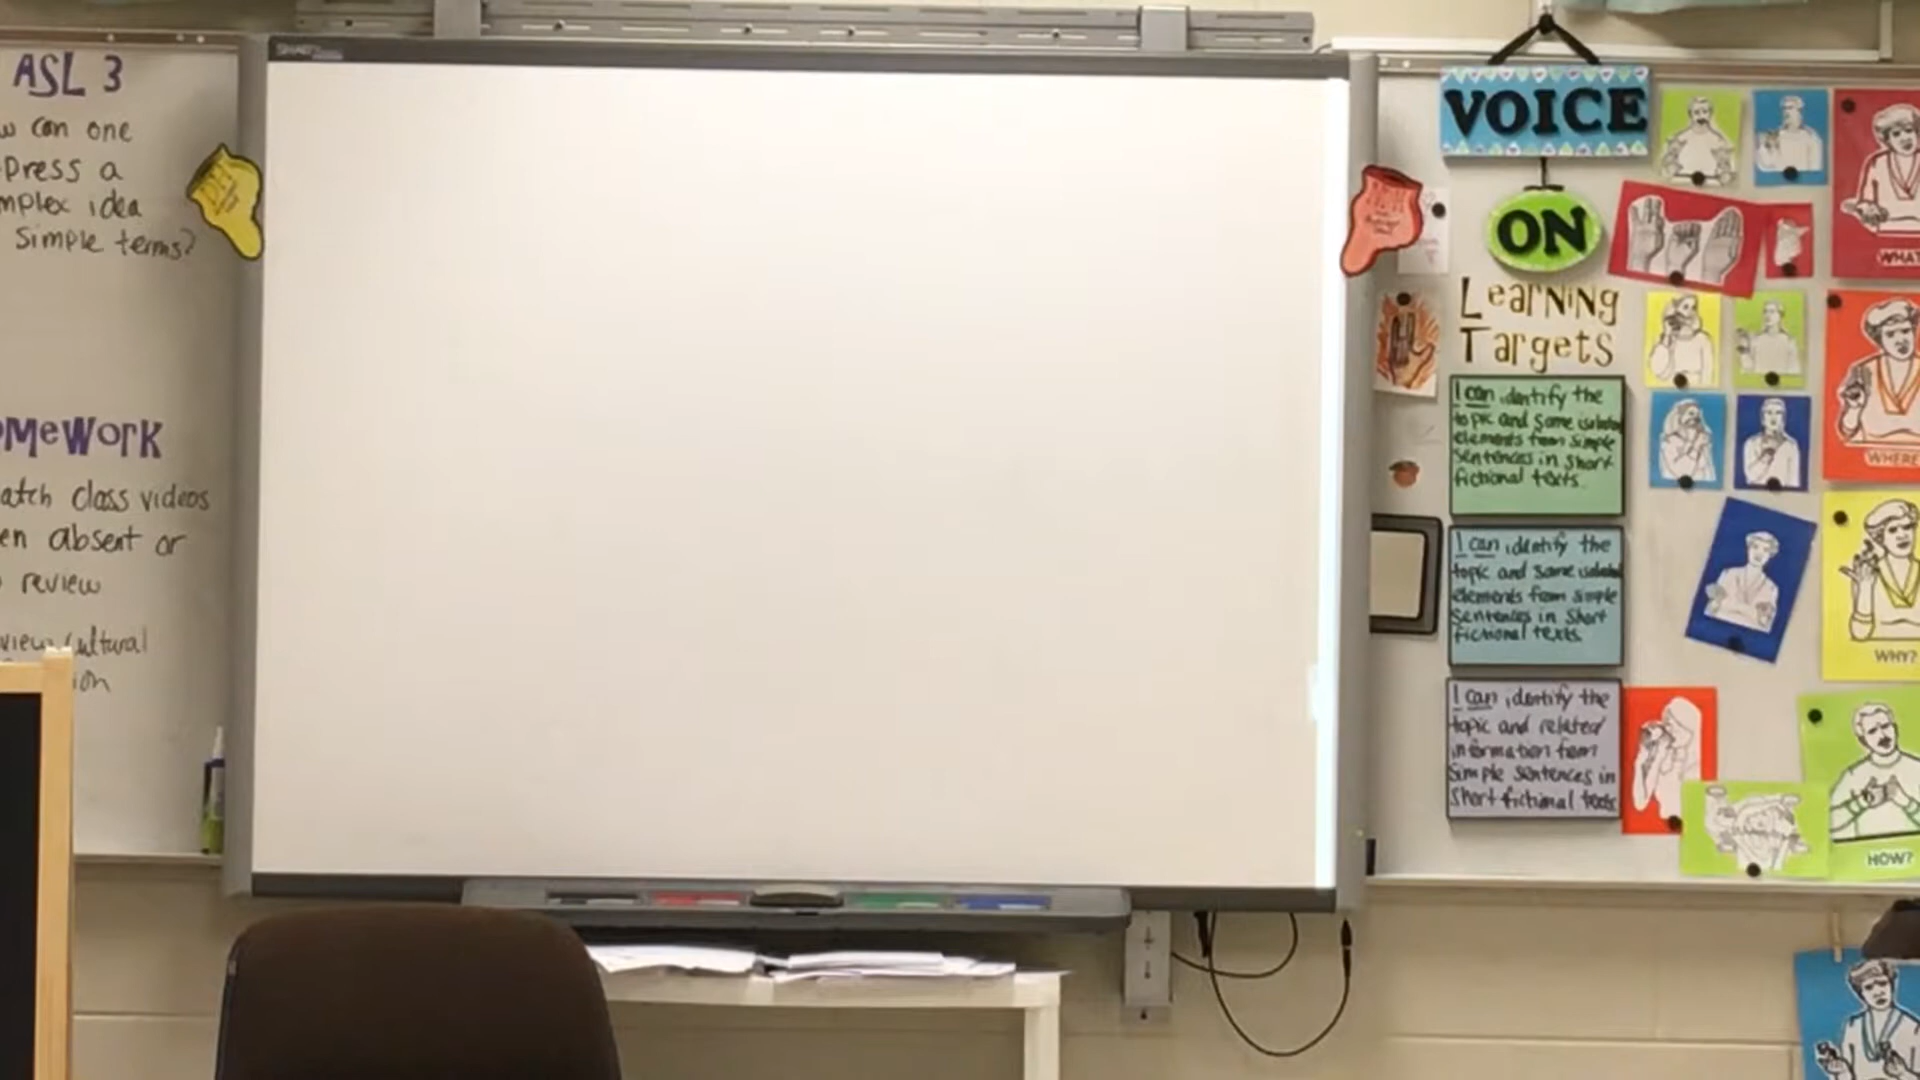 ASL 3
can one
press a
mplex idea
simple terms?
omework
atch class videos
en absent or
review
view cultural
ion
SMART
VOICE
ON
Learning
Targets
I can identify the
topic and some isolated
elements from simple
sentences in short
fictional texts.
I can identify the
topic and some isolated
elements from simple
sentences in short
fictional texts.
I can identify the
topic and related
information from
simple sentences in
short fictional texts
WHAT
WHERE
WHY?
HOW?